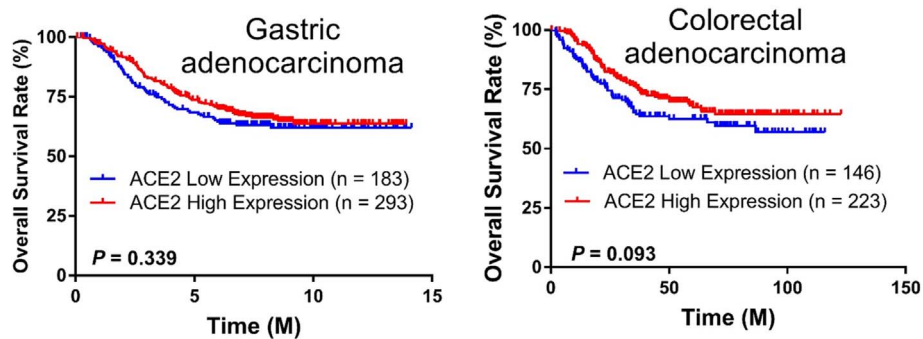 Gastric
adenocarcinoma
Overall Survival Rate (%)
100
75
50
75
0
ACE2 Low Expression (n = 183)
ACE2 High Expression (n = 293)
P = 0.339
0 5 10 15
Time (M)
Colorectal
adenocarcinoma
Overall Survival Rate (%)
100
75
50
75
0
ACE2 Low Expression (n = 146)
ACE2 High Expression (n = 223)
P = 0.093
0 50 100 150
Time (M)